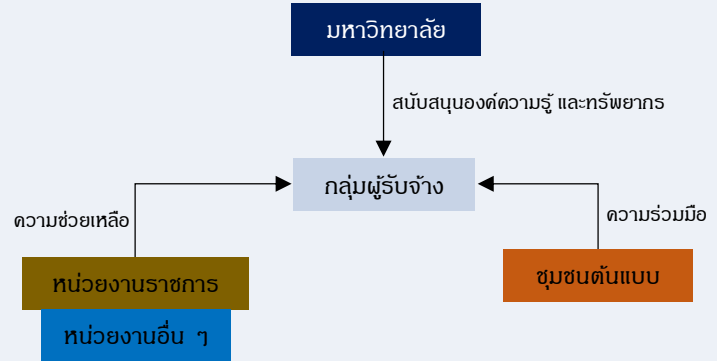 มหาวิทยาลัย
สนับสนุนองค์ความรู้ และทรัพยากร
กลุ่มผู้รับจ้าง
ความช่วยเหลือ
ความร่วมมือ
หน่วยงานราชการ
ชุมชนต้นแบบ
หน่วยงานอื่น ๆ